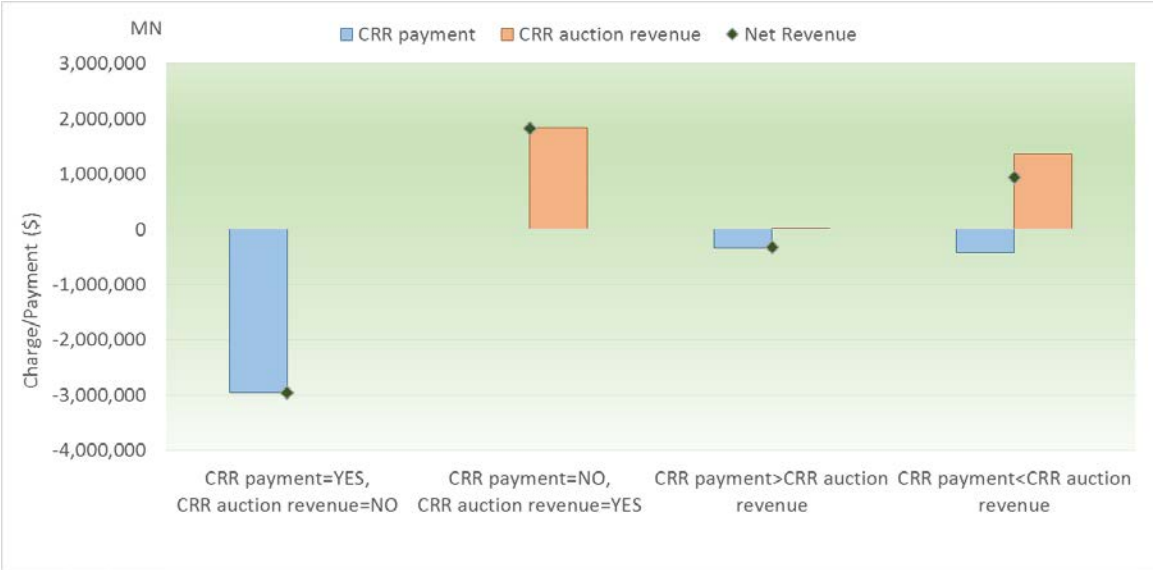 MN
CRR payment CRR auction revenue Net Revenue
3,000,000
2,000,000
1,000,000
0
-1,000,000
-2,000,000
-3,000,000
-4,000,000
Charge/Payment ($)
CRR payment=YES,
CRR auction revenue=NO
CRR payment=NO,
CRR auction revenue=YES
CRR payment>CRR auction
revenue
CRR payment<CRR auction
revenue